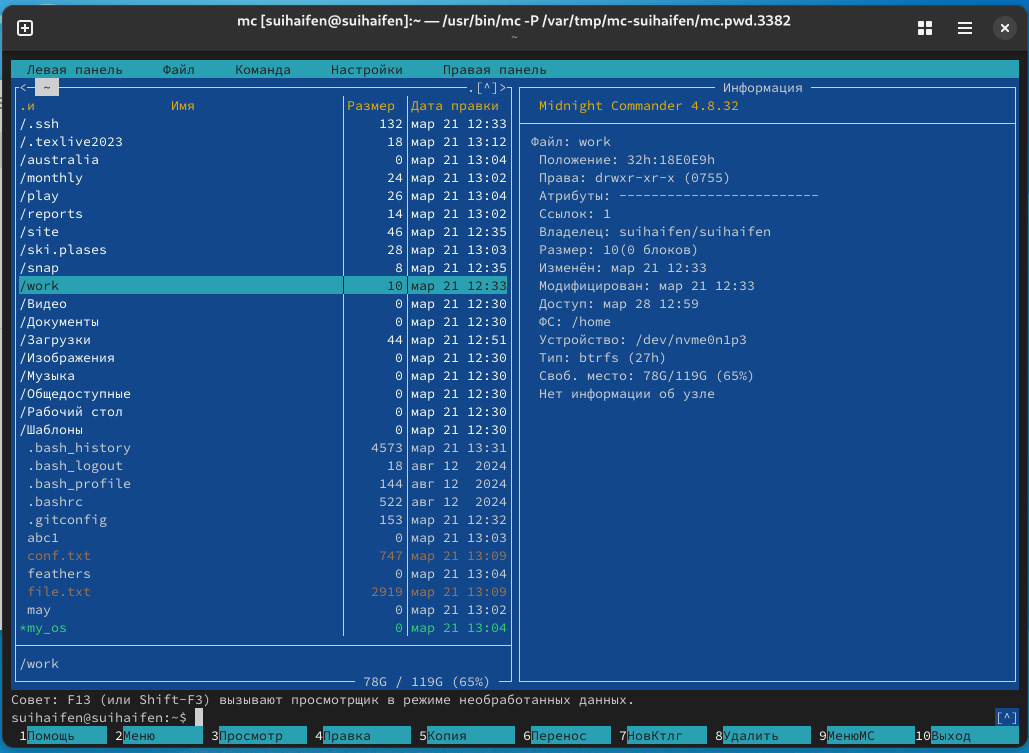 mc [suihaifen@suihaifen]:~ — /usr/bin/mc -P /var/tmp/mc-suihaifen/mc.pwd.3382
~
Левая панель Файл Команда Настройки Правая панель
<- ~ .[^]>
.и Имя Размер Дата правки
/.ssh 132 мар 21 12:33
/.texlive2023 18 мар 21 13:12
/australia 0 мар 21 13:04
/monthly 24 мар 21 13:02
/play 26 мар 21 13:04
/reports 14 мар 21 13:02
/site 46 мар 21 12:35
/ski.plases 28 мар 21 13:03
/snap 8 мар 21 12:35
/work 10 мар 21 12:33
/Видео 0 мар 21 12:30
/Документы 0 мар 21 12:30
/Загрузки 44 мар 21 12:51
/Изображения 0 мар 21 12:30
/Музыка 0 мар 21 12:30
/Общедоступные 0 мар 21 12:30
/Рабочий стол 0 мар 21 12:30
/Шаблоны 0 мар 21 12:30
.bash_history 4573 мар 21 13:31
.bash_logout 18 авг 12 2024
.bash_profile 144 авг 12 2024
.bashrc 522 авг 12 2024
.gitconfig 153 мар 21 12:32
abc1 0 мар 21 13:03
conf.txt 747 мар 21 13:09
feathers 0 мар 21 13:04
file.txt 2919 мар 21 13:09
may 0 мар 21 13:02
*my_os 0 мар 21 13:04
/work
78G / 119G (65%)
Информация
Midnight Commander 4.8.32
Файл: work
Положение: 32h:18E0E9h
Права: drwxr-xr-x (0755)
Атрибуты: -------------------------
Ссылок: 1
Владелец: suihaifen/suihaifen
Размер: 10(0 блоков)
Изменён: мар 21 12:33
Модифицирован: мар 21 12:33
Доступ: мар 28 12:59
ФС: /home
Устройство: /dev/nvme0n1p3
Тип: btrfs (27h)
Своб. место: 78G/119G (65%)
Нет информации об узле
Совет: F13 (или Shift-F3) вызывают просмотрщик в режиме необработанных данных.
suihaifen@suihaifen:~$ [^]
1Помощь 2Меню 3Просмотр 4Правка 5Копия 6Перенос 7НовКтлг 8Удалить 9МенюМС 10Выход